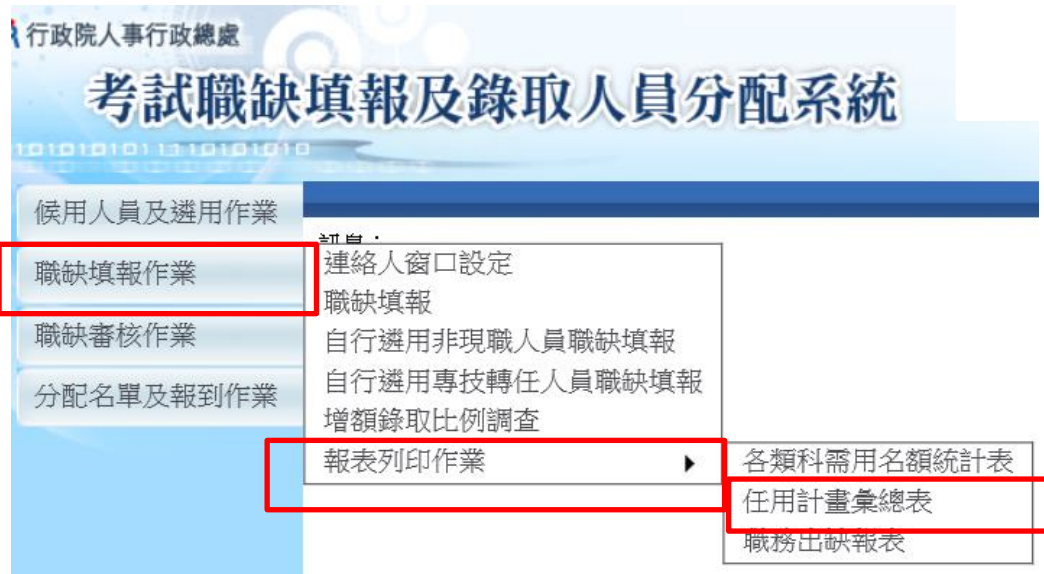 行政院人事行政總處
考試職缺填報及錄取人員分配系統
1010101011110101010
候用人員及遴用作業
職缺填報作業
職缺審核作業
分配名單及報到作業
訊息：
連絡人窗口設定
職缺填報
自行遴用非現職人員職缺填報
自行遴用專技轉任人員職缺填報
增額錄取比例調查
報表列印作業
各類科需用名額統計表
任用計畫彙總表
職務出缺報表